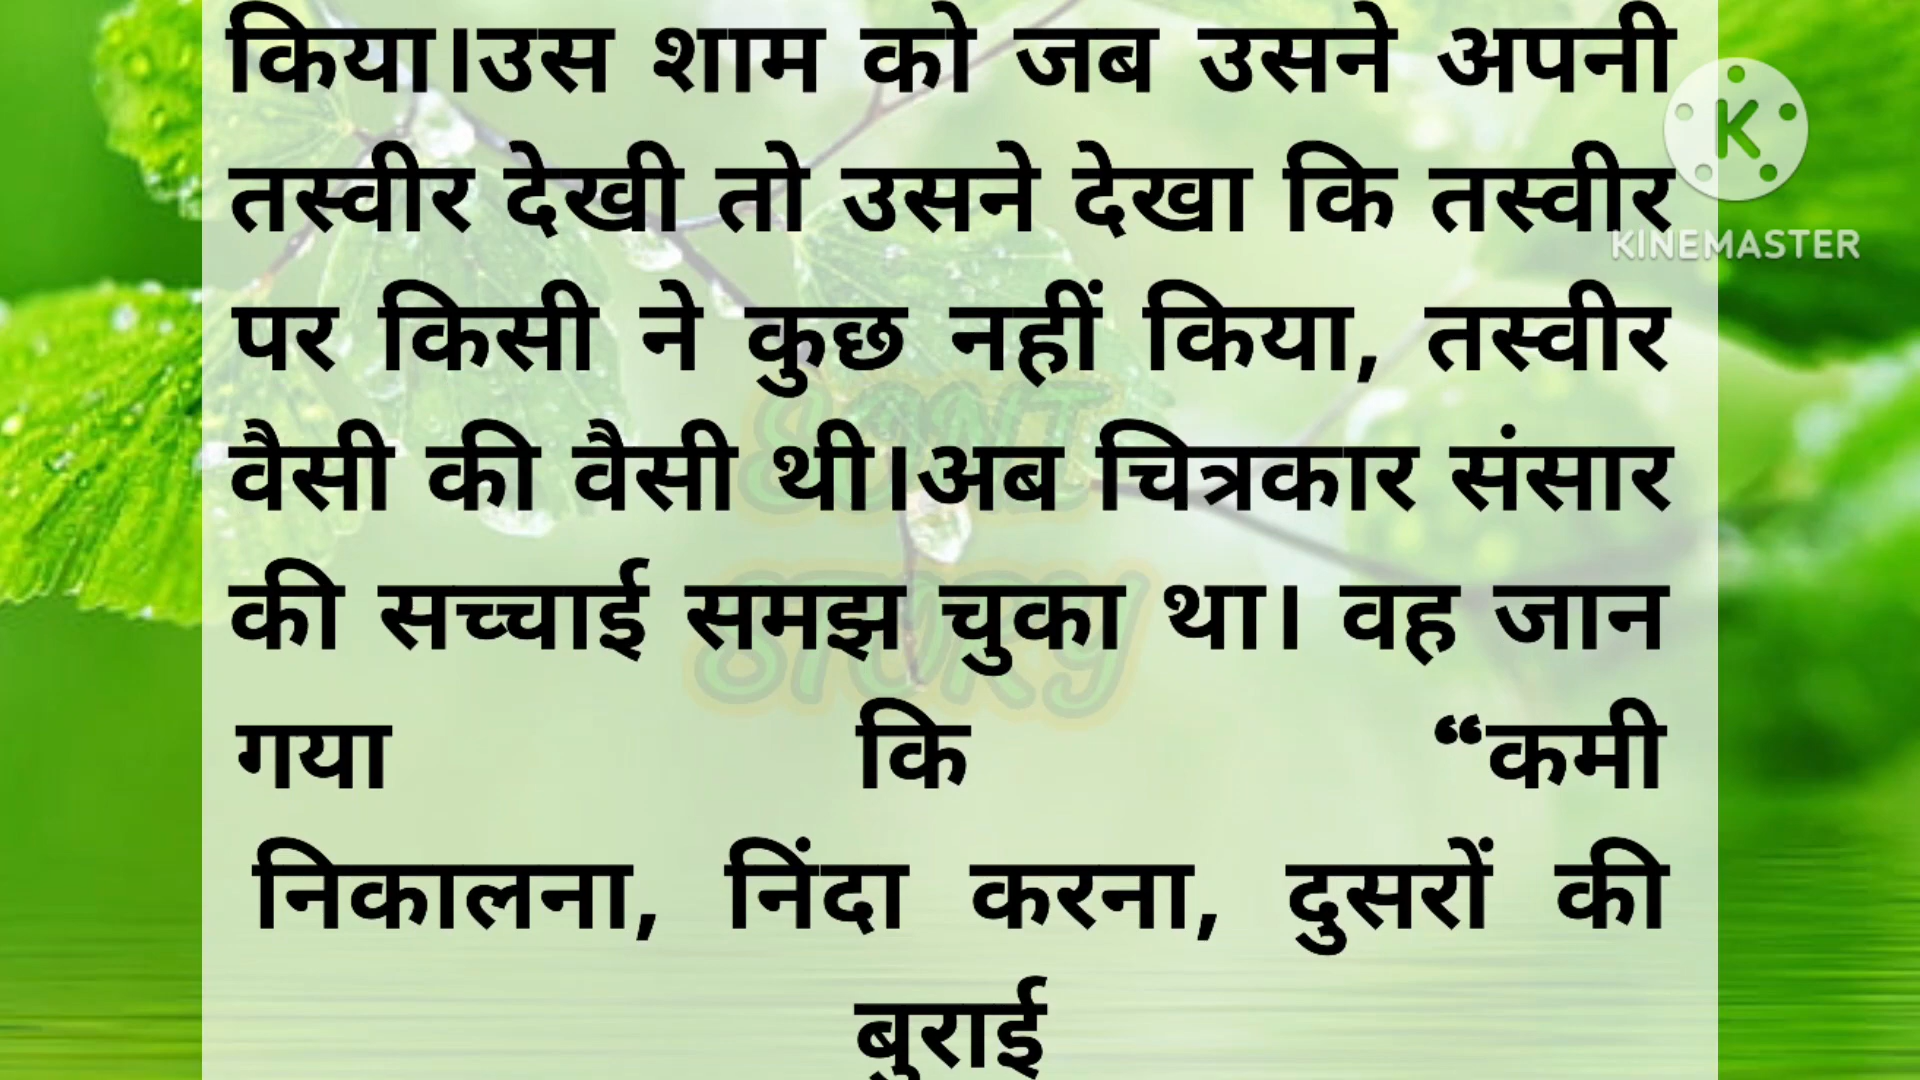 किया।उस शाम को जब उसने अपनी
तस्वीर देखी तो उसने देखा कि तस्वीर
पर किसी ने कुछ नहीं किया, तस्वीर
वैसी की वैसी थी।अब चित्रकार संसार
की सच्चाई समझ चुका था। वह जान
गया कि “कमी
निकालना, निंदा करना, दुसरों की
बुराई
K
KINEMASTER
STORY